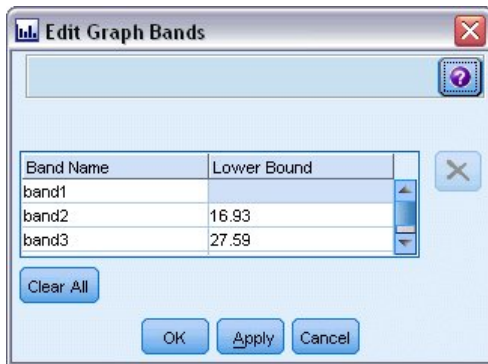 Edit Graph Bands
?
Band Name Lower Bound
band1
band2 16.93
band3 27.59
Clear All
OK Apply Cancel